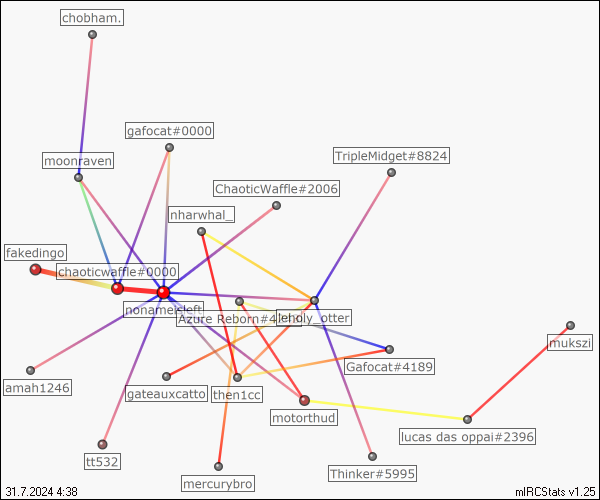 chobham.
gafocat#0000
moonraven
TripleMidget#8824
ChaoticWaffle#2006
nharwhal_
fakedingo
chaoticwaffle#0000
nonameisleft
Azure Reborn
leholy_otter
mukszi
Gafocat#4189
amah1246
gateauxcatto
then1cc
motorthud
lucas das oppai#2396
tt532
Thinker#5995
mercurybro
31.7.2024 4:38
mIRCStats v1.25